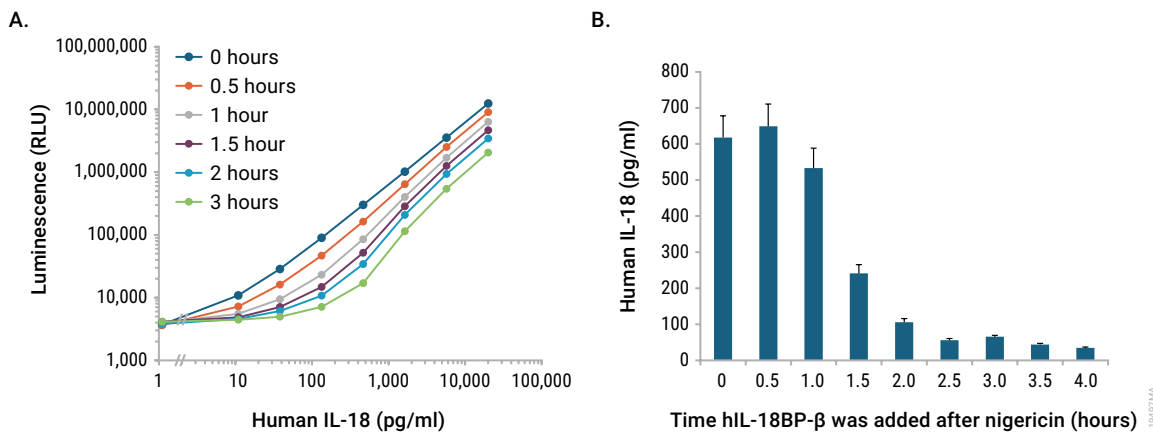 A.
Luminescence (RLU)
100,000,000
10,000,000
1,000,000
100,000
10,000
1,000
0 hours
0.5 hours
1 hour
1.5 hour
2 hours
3 hours
1 10 100 1,000 10,000 100,000
Human IL-18 (pg/ml)
B.
Human IL-18 (pg/ml)
800
700
600
500
400
300
200
100
0
0 0.5 1.0 1.5 2.0 2.5 3.0 3.5 4.0
Time hIL-18BP-β was added after nigericin (hours)
19497MA